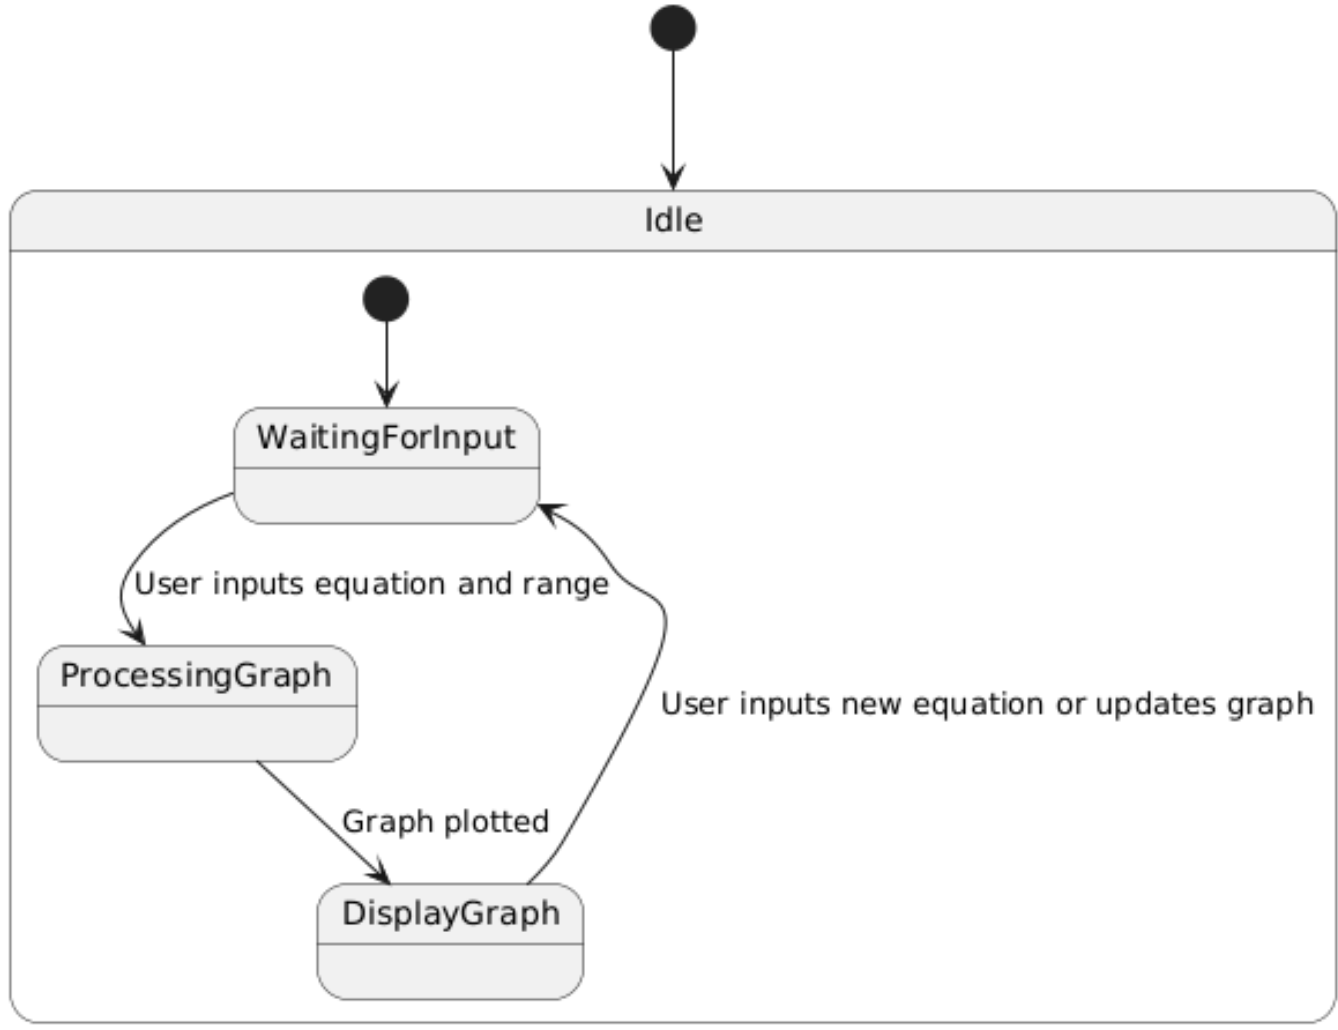 Idle
WaitingForInput
User inputs equation and range
ProcessingGraph
User inputs new equation or updates graph
Graph plotted
DisplayGraph